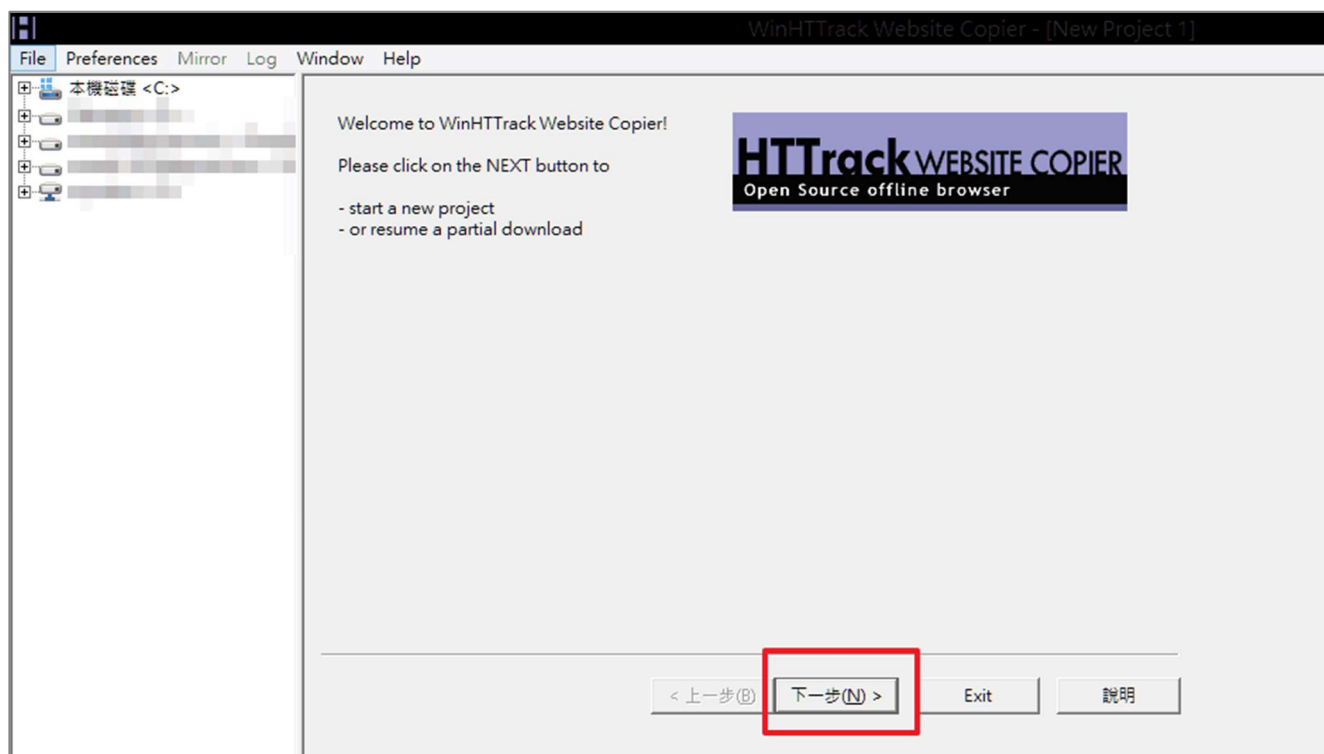 WinHTTrack Website Copier - [New Project 1]
File Preferences Mirror Log Window Help
本機磁碟 <C:>
Welcome to WinHTTrack Website Copier!
Please click on the NEXT button to
- start a new project
- or resume a partial download
HTTrack WEBSITE COPIER
Open Source offline browser
< 上一步(B) 下一步(N) > Exit 說明